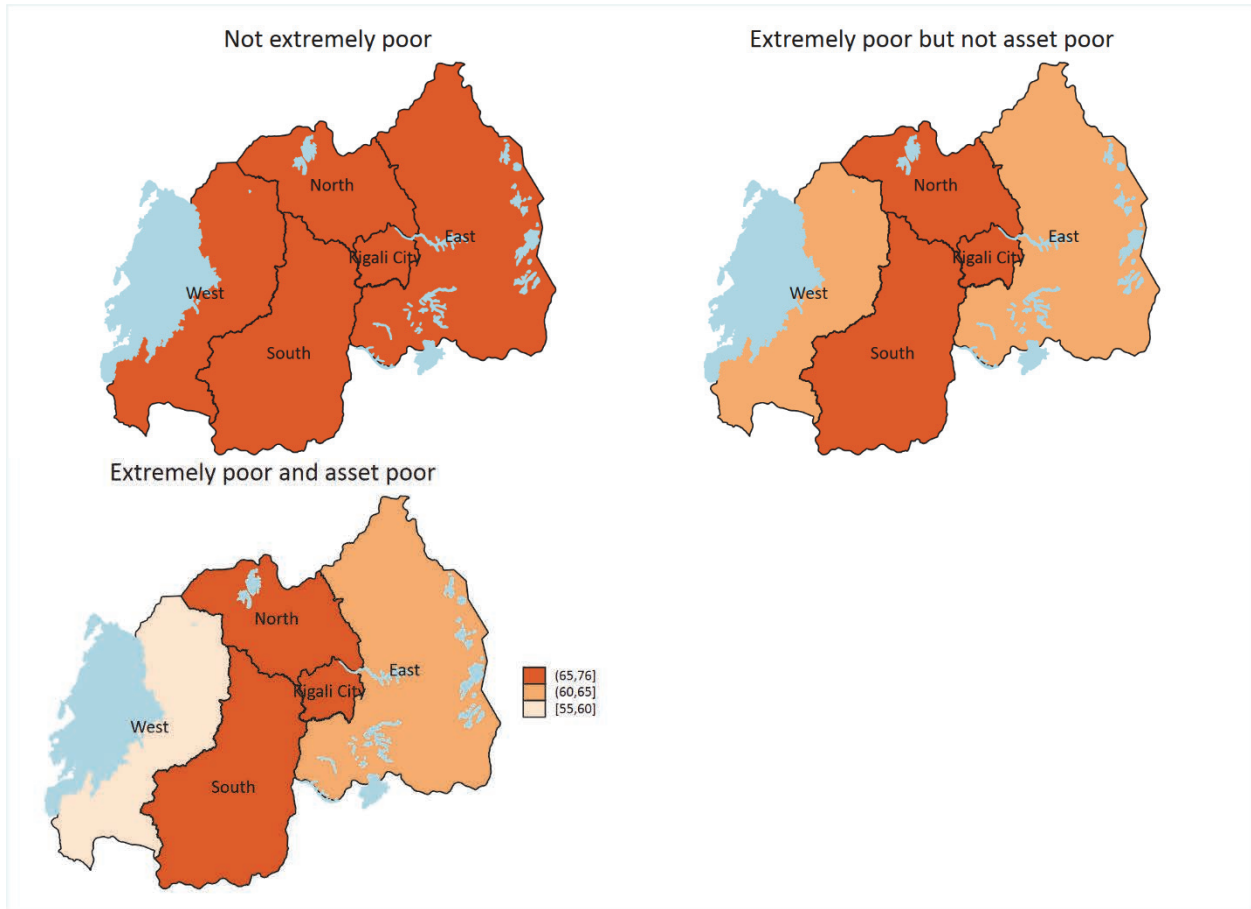 Not extremely poor
North
East
Kigali City
West
South
Extremely poor but not asset poor
North
East
Kigali City
West
South
Extremely poor and asset poor
North
East
Kigali City
West
South
(65,76]
(60,65]
[55,60]